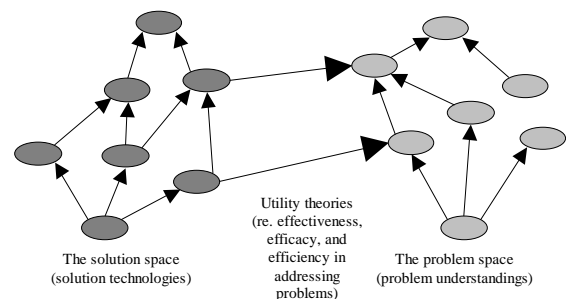 The solution space
(solution technologies)
Utility theories
(re. effectiveness,
efficacy, and
efficiency in
addressing
problems)
The problem space
(problem understandings)